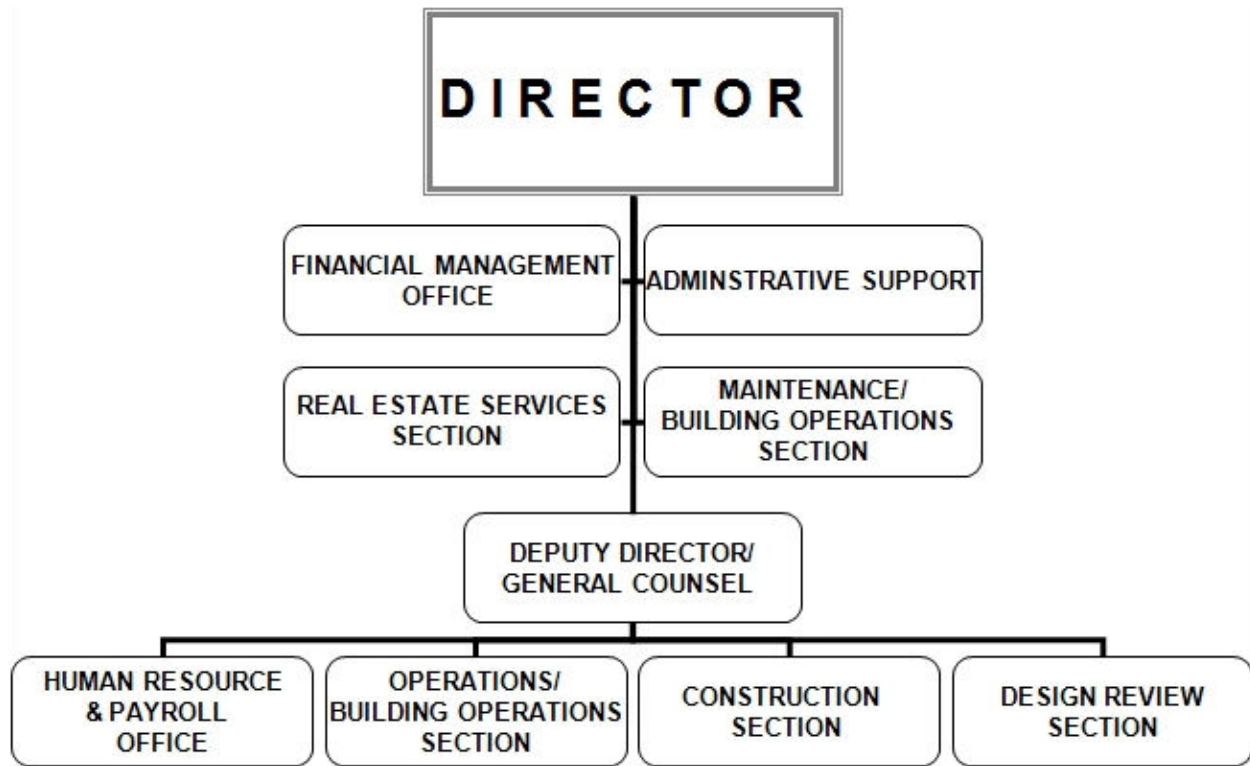 DIRECTOR
FINANCIAL MANAGEMENT
OFFICE
ADMINSTRATIVE SUPPORT
REAL ESTATE SERVICES
SECTION
MAINTENANCE/
BUILDING OPERATIONS
SECTION
DEPUTY DIRECTOR/
GENERAL COUNSEL
HUMAN RESOURCE
& PAYROLL
OFFICE
OPERATIONS/
BUILDING OPERATIONS
SECTION
CONSTRUCTION
SECTION
DESIGN REVIEW
SECTION